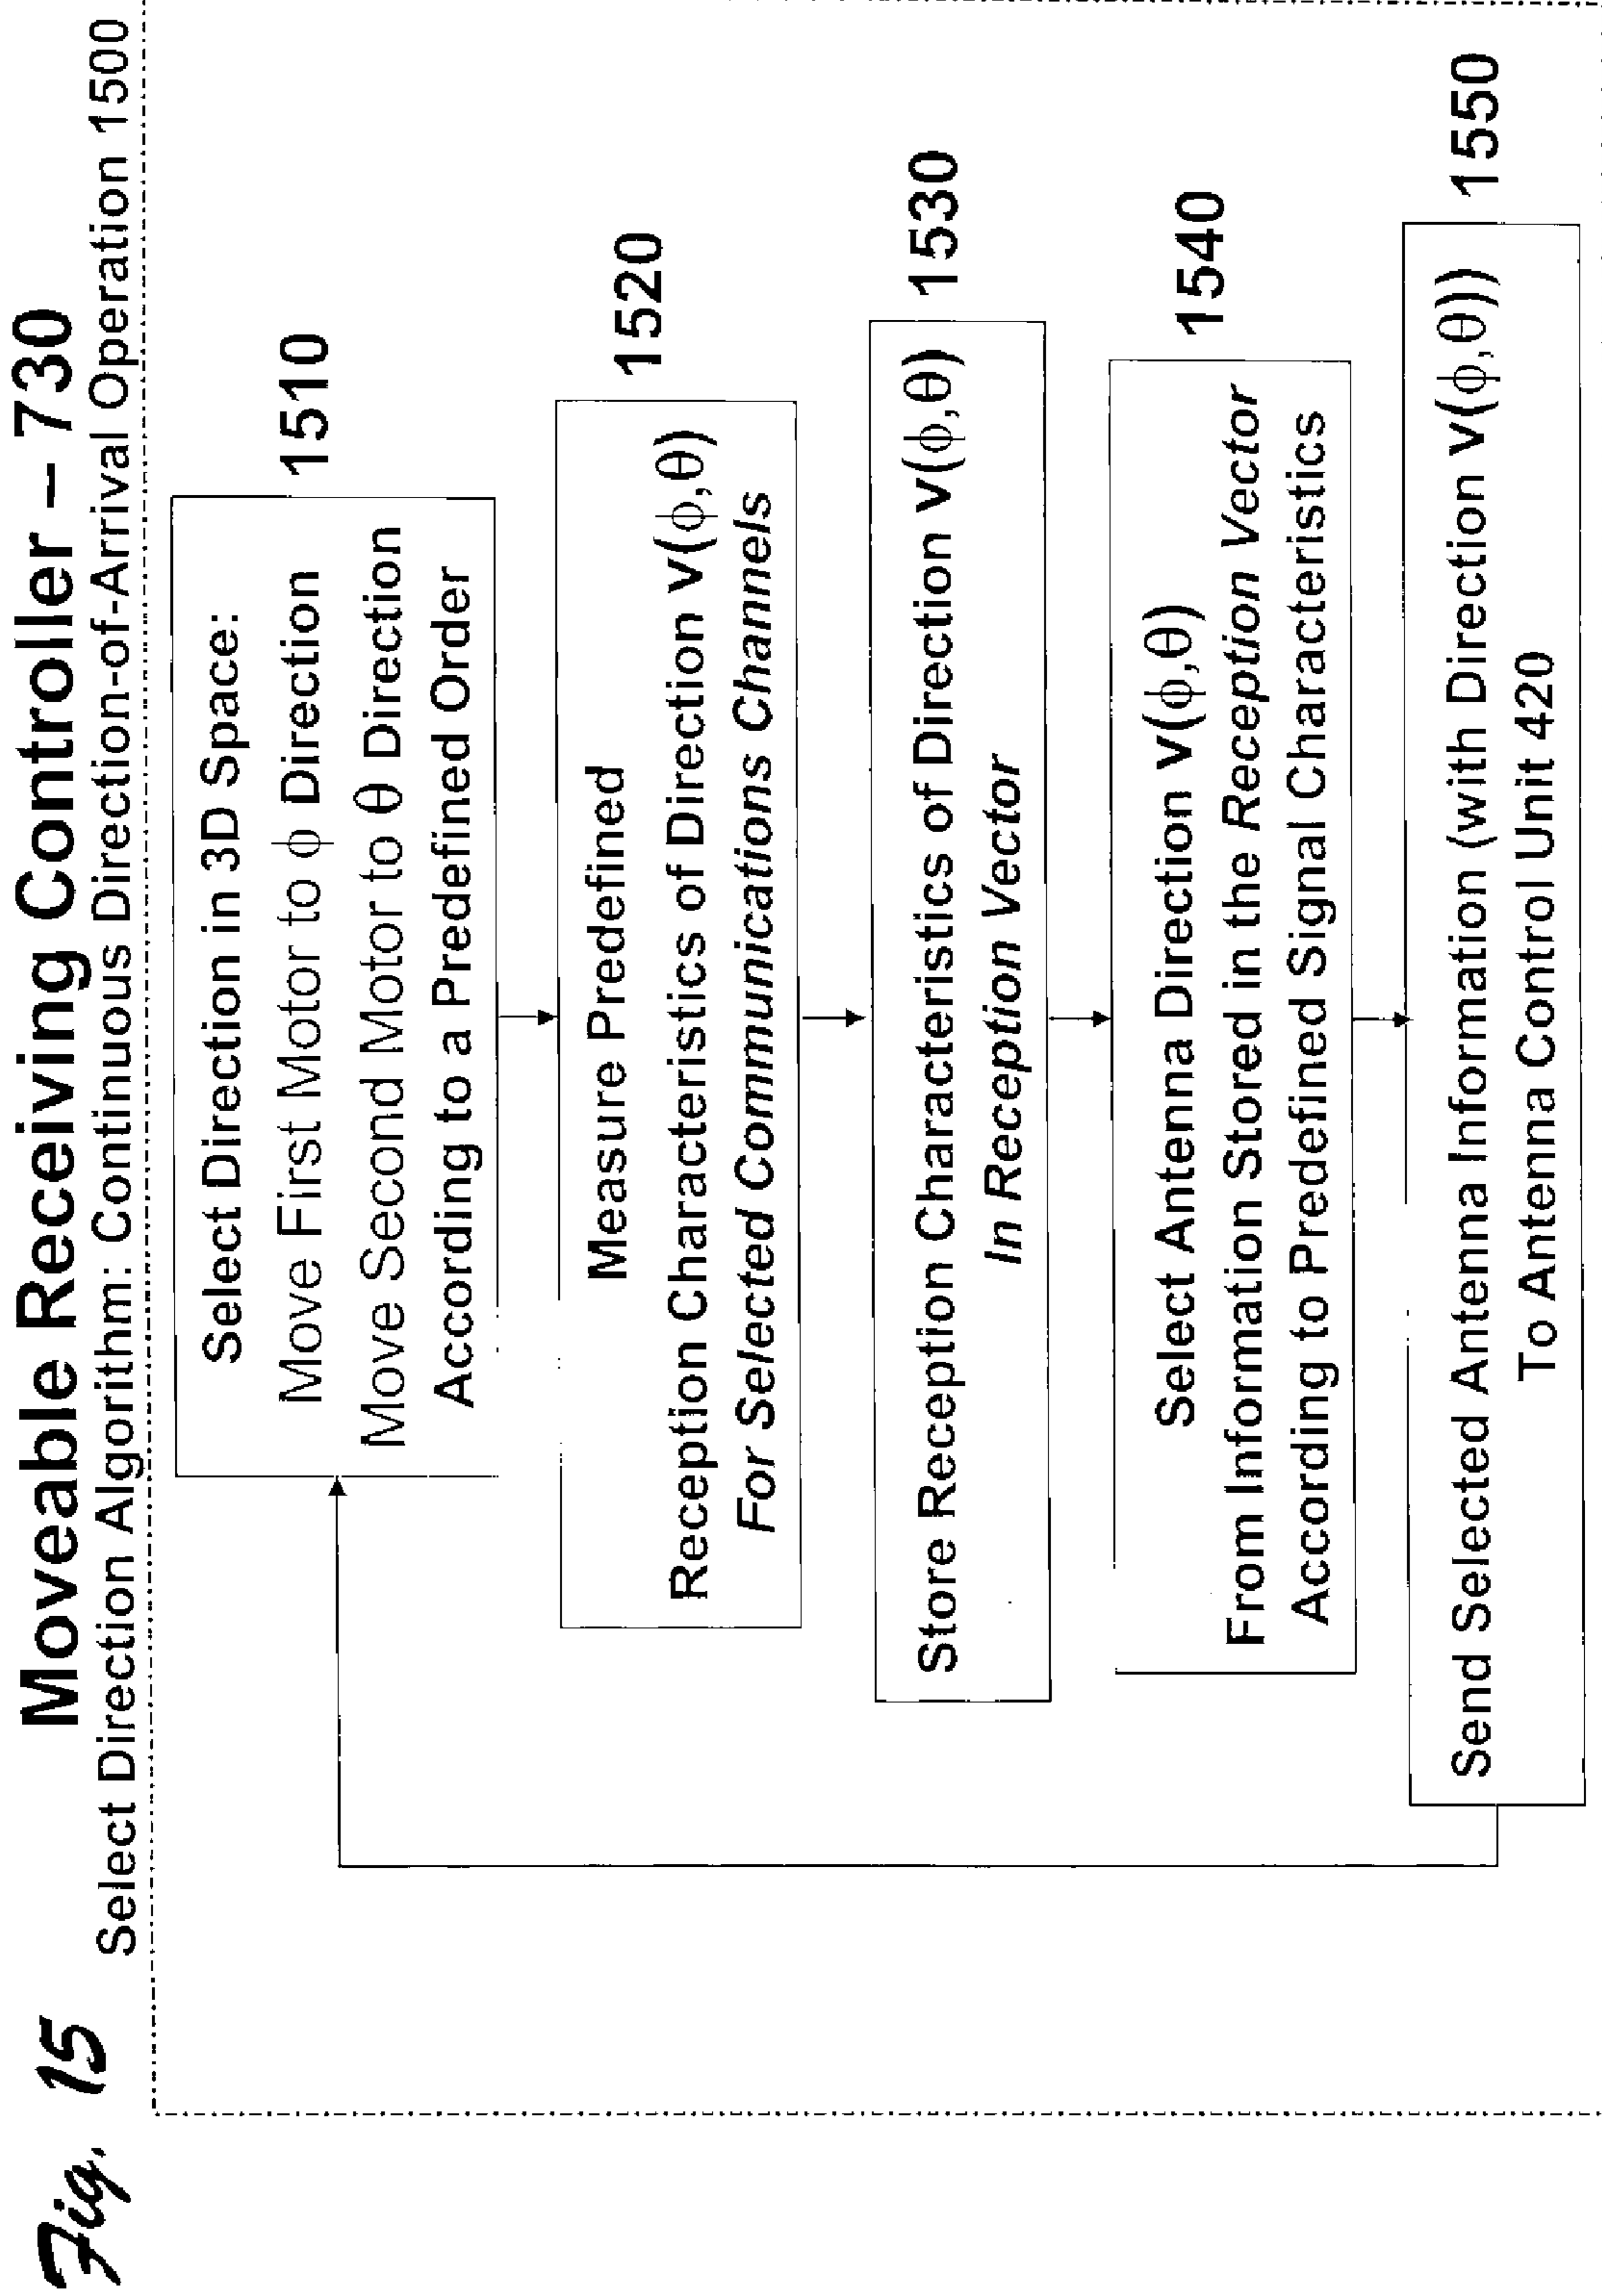 Fig. 15
Moveable Receiving Controller – 730
Select Direction Algorithm: Continuous Direction-of-Arrival Operation 1500
Select Direction in 3D Space:
Move First Motor to ϕ Direction
Move Second Motor to θ Direction
According to a Predefined Order
1510
Measure Predefined
Reception Characteristics of Direction v(ϕ,θ)
For Selected Communications Channels
1520
Store Reception Characteristics of Direction v(ϕ,θ)
In Reception Vector
1530
Select Antenna Direction v(ϕ,θ)
From Information Stored in the Reception Vector
According to Predefined Signal Characteristics
1540
Send Selected Antenna Information (with Direction v(ϕ,θ))
To Antenna Control Unit 420
1550